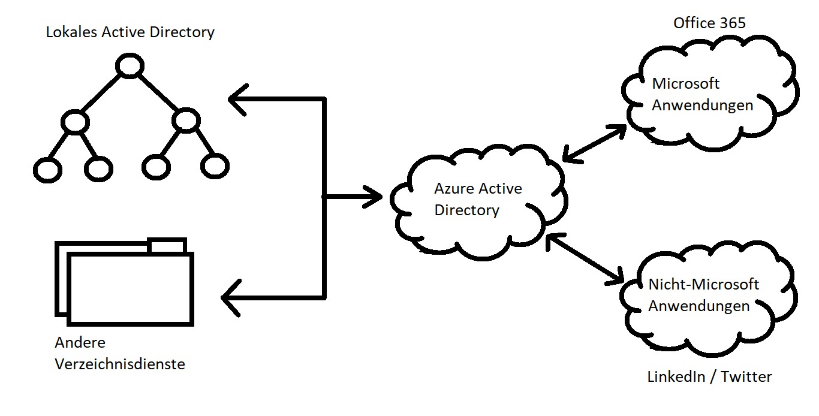 Lokales Active Directory
Andere
Verzeichnisdienste
Azure Active
Directory
Office 365
Microsoft
Anwendungen
Nicht-Microsoft
Anwendungen
LinkedIn / Twitter